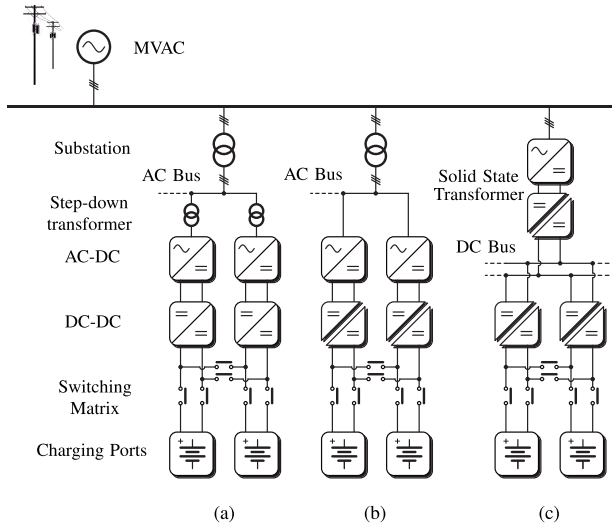 MVAC
Substation
AC Bus
AC Bus
Solid State
Transformer
Step-down
transformer
DC Bus
AC-DC
DC-DC
Switching
Matrix
Charging Ports
(a)
(b)
(c)